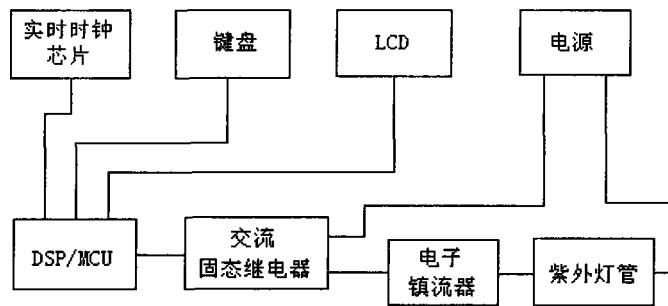 实时时钟
芯片
键盘
LCD
电源
DSP/MCU
交流
固态继电器
电子
镇流器
紫外灯管